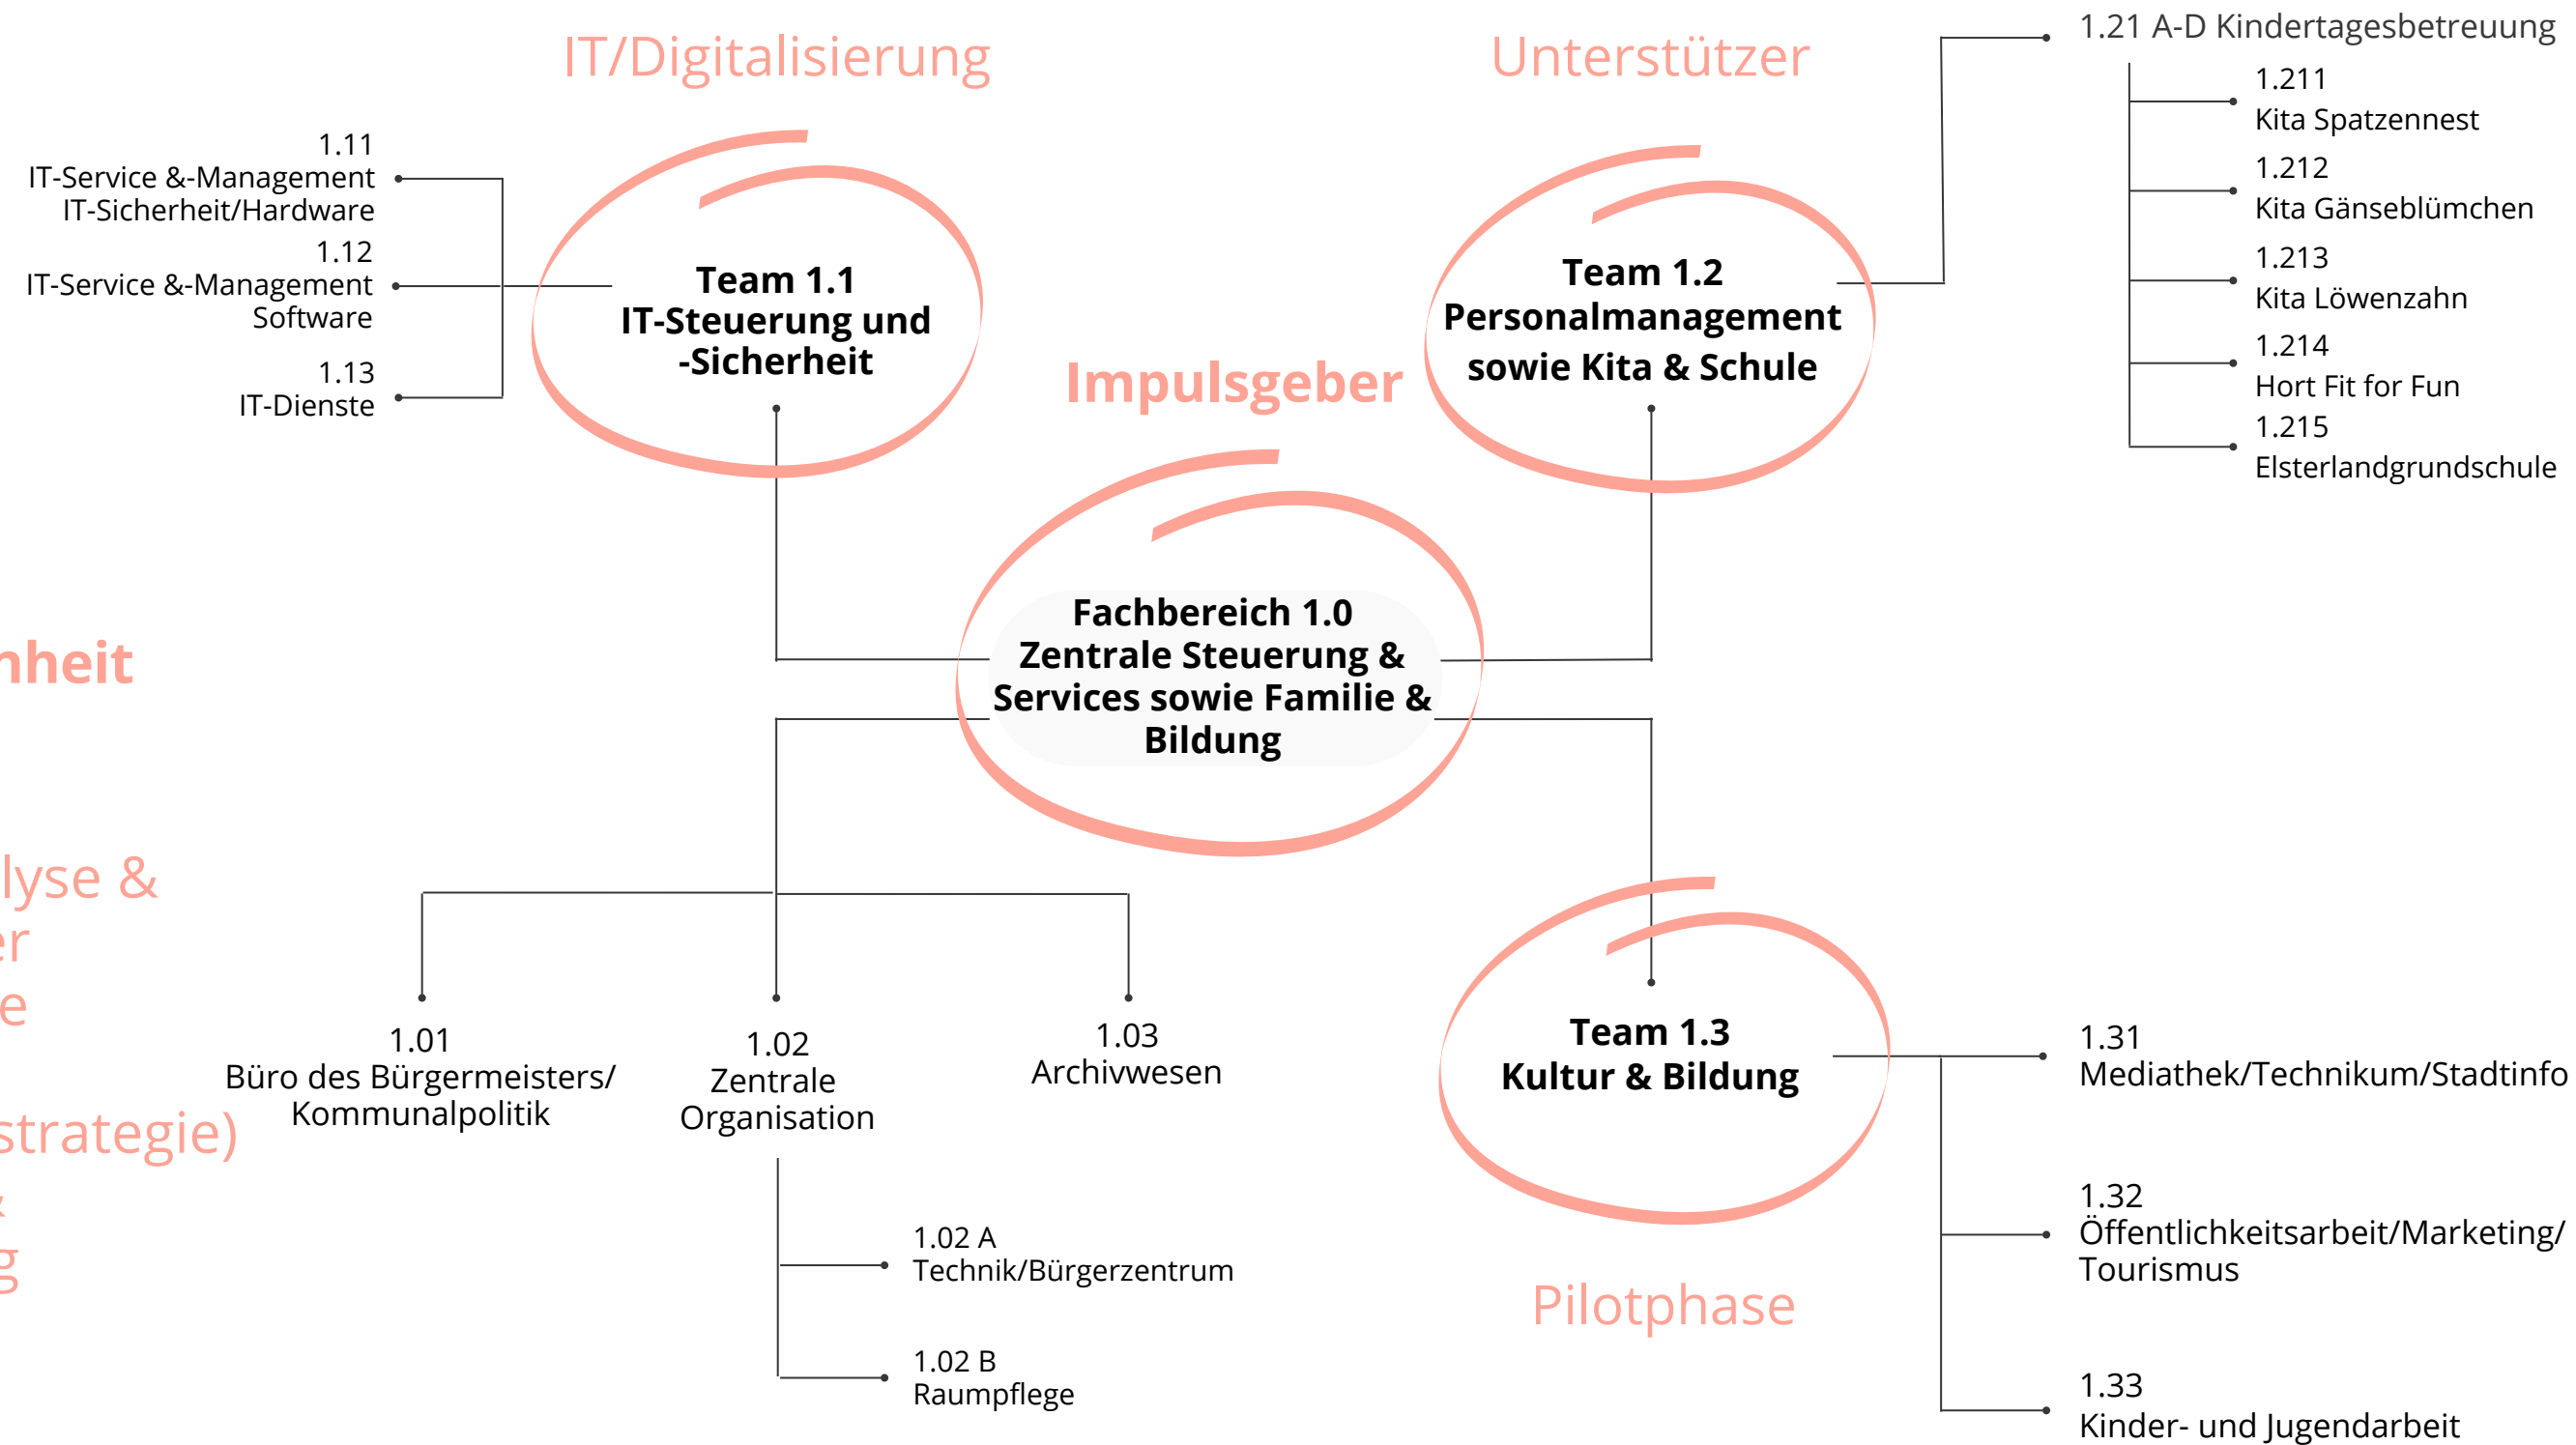 IT/Digitalisierung
Unterstützer
1.21 A-D Kindertagesbetreuung
1.211
Kita Spatzennest
1.212
Kita Gänseblümchen
1.213
Kita Löwenzahn
1.214
Hort Fit for Fun
1.215
Elsterlandgrundschule
1.11
IT-Service &-Management
IT-Sicherheit/Hardware
1.12
IT-Service &-Management
Software
1.13
IT-Dienste
Team 1.1
IT-Steuerung und
-Sicherheit
Team 1.2
Personalmanagement
sowie Kita & Schule
Impulsgeber
Fachbereich 1.0
Zentrale Steuerung &
Services sowie Familie &
Bildung
nheit
lyse &
er
e
strategie)
g
1.01
Büro des Bürgermeisters/
Kommunalpolitik
1.02
Zentrale
Organisation
1.03
Archivwesen
1.02 A
Technik/Bürgerzentrum
1.02 B
Raumpflege
Team 1.3
Kultur & Bildung
Pilotphase
1.31
Mediathek/Technikum/Stadtinfo
1.32
Öffentlichkeitsarbeit/Marketing/
Tourismus
1.33
Kinder- und Jugendarbeit